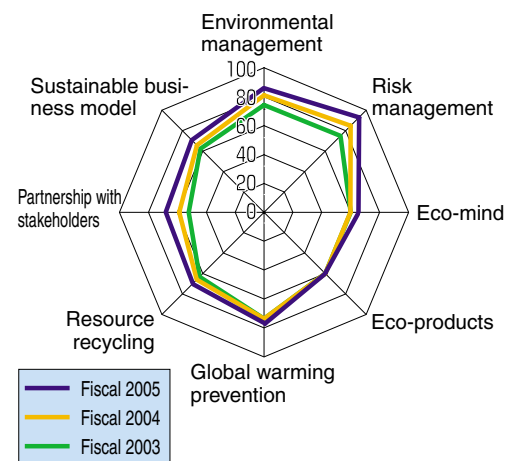 Environmental
management
100
80
60
40
20
0
Risk
management
Eco-mind
Eco-products
Global warming
prevention
Resource
recycling
Partnership with
stakeholders
Sustainable busi-
ness model
Fiscal 2005
Fiscal 2004
Fiscal 2003